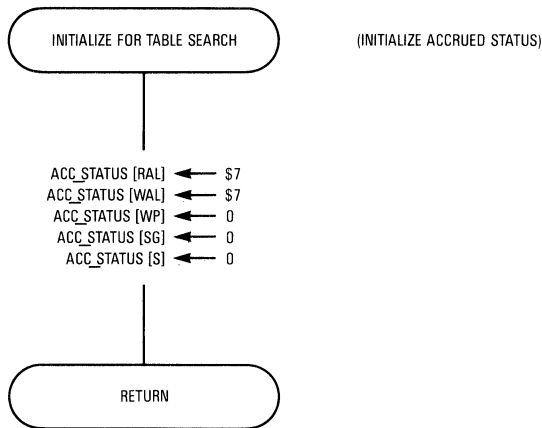 INITIALIZE FOR TABLE SEARCH (INITIALIZE ACCRUED STATUS)
ACC_STATUS [RAL] ← $7
ACC_STATUS [WAL] ← $7
ACC_STATUS [WP] ← 0
ACC_STATUS [SG] ← 0
ACC_STATUS [S] ← 0
RETURN